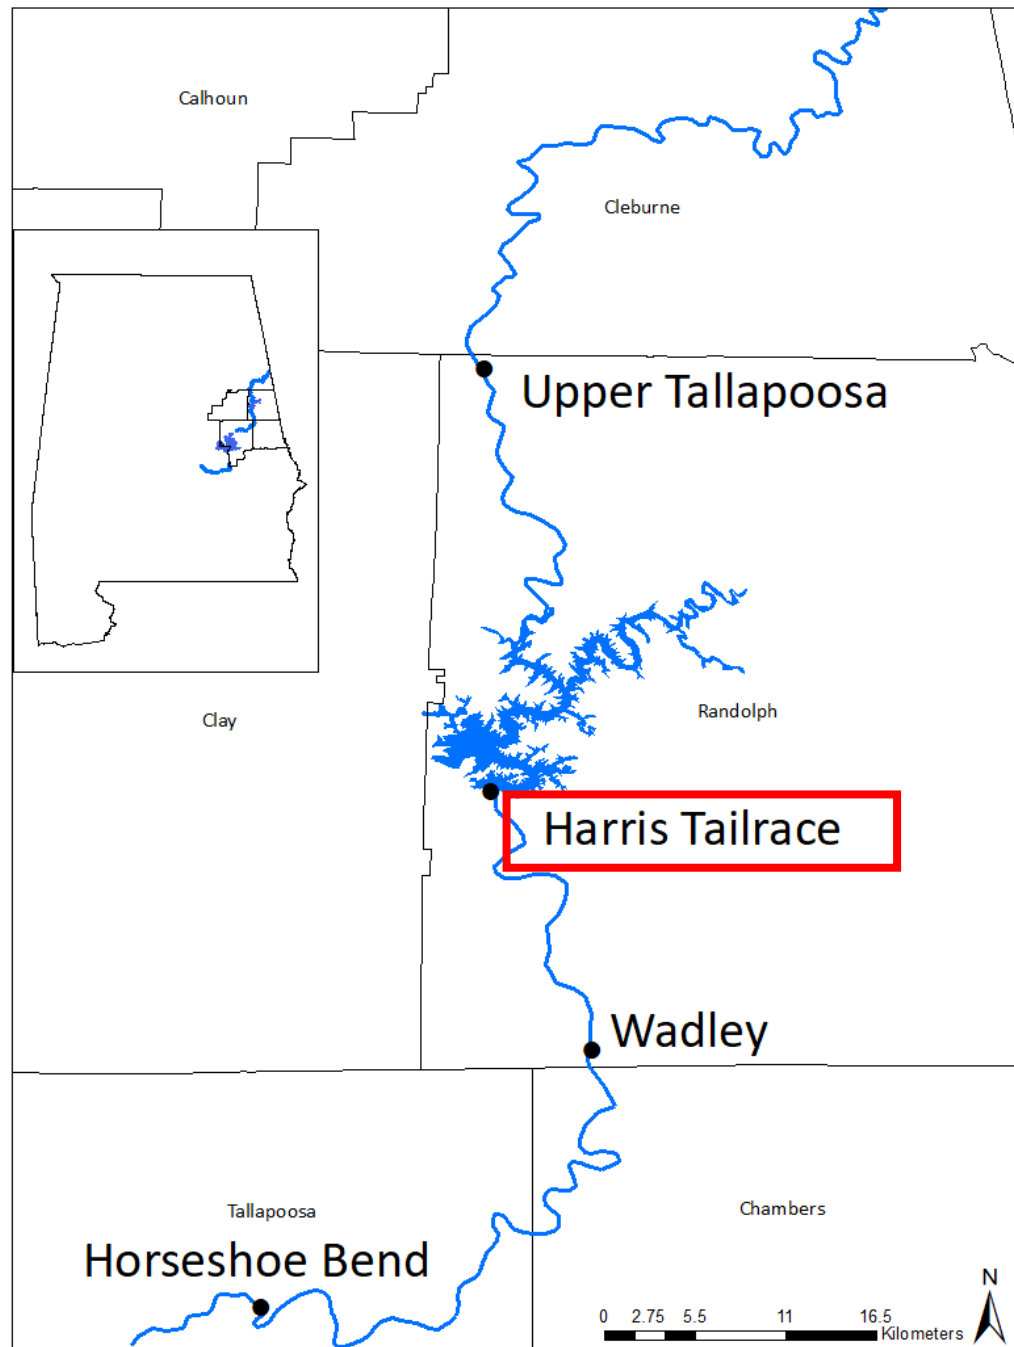 Calhoun
Cleburne
Upper Tallapoosa
Clay
Randolph
Harris Tailrace
Wadley
Tallapoosa
Chambers
Horseshoe Bend
N
0 2.75 5.5 11 16.5
Kilometers